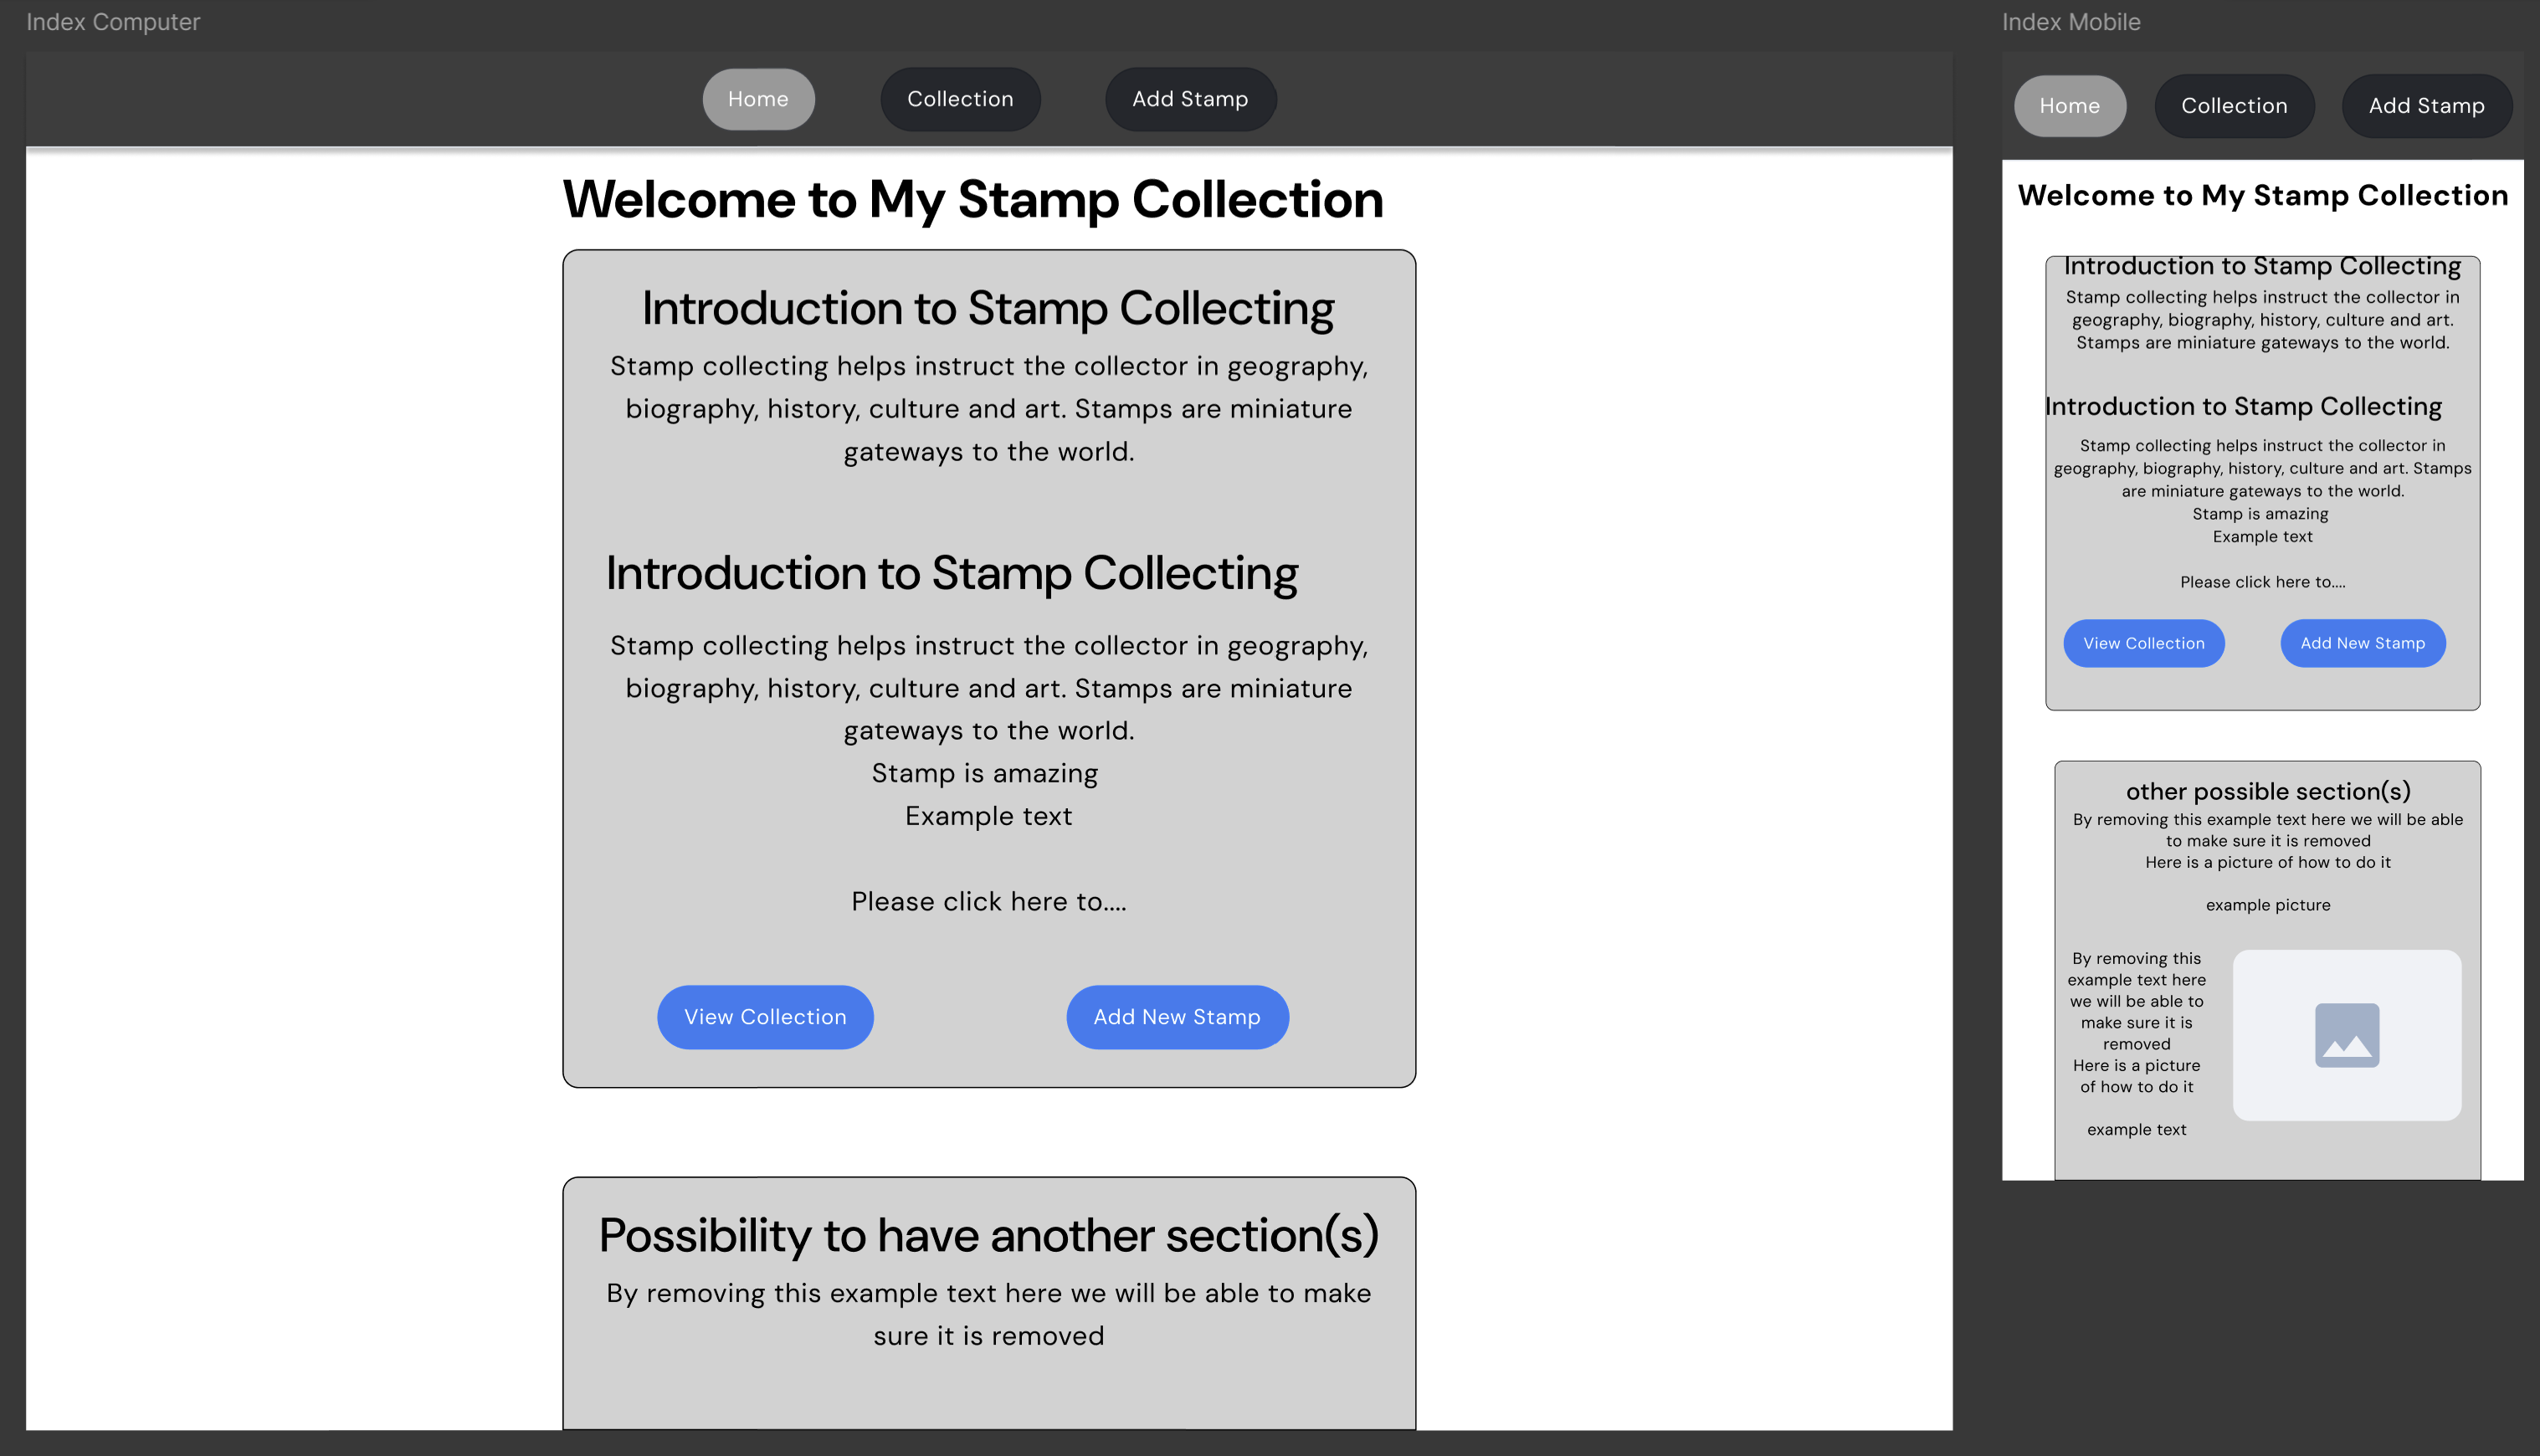 Index Computer
Home
Collection
Add Stamp
Welcome to My Stamp Collection
Introduction to Stamp Collecting
Stamp collecting helps instruct the collector in geography,
biography, history, culture and art. Stamps are miniature
gateways to the world.
Introduction to Stamp Collecting
Stamp collecting helps instruct the collector in geography,
biography, history, culture and art. Stamps are miniature
gateways to the world.
Stamp is amazing
Example text
Please click here to....
View Collection
Add New Stamp
Possibility to have another section(s)
By removing this example text here we will be able to make
sure it is removed
Index Mobile
Home
Collection
Add Stamp
Welcome to My Stamp Collection
Introduction to Stamp Collecting
Stamp collecting helps instruct the collector in
geography, biography, history, culture and art.
Stamps are miniature gateways to the world.
Introduction to Stamp Collecting
Stamp collecting helps instruct the collector in
geography, biography, history, culture and art. Stamps
are miniature gateways to the world.
Stamp is amazing
Example text
Please click here to....
View Collection
Add New Stamp
other possible section(s)
By removing this example text here we will be able
to make sure it is removed
Here is a picture of how to do it
example picture
By removing this
example text here
we will be able to
make sure it is
removed
Here is a picture
of how to do it
example text